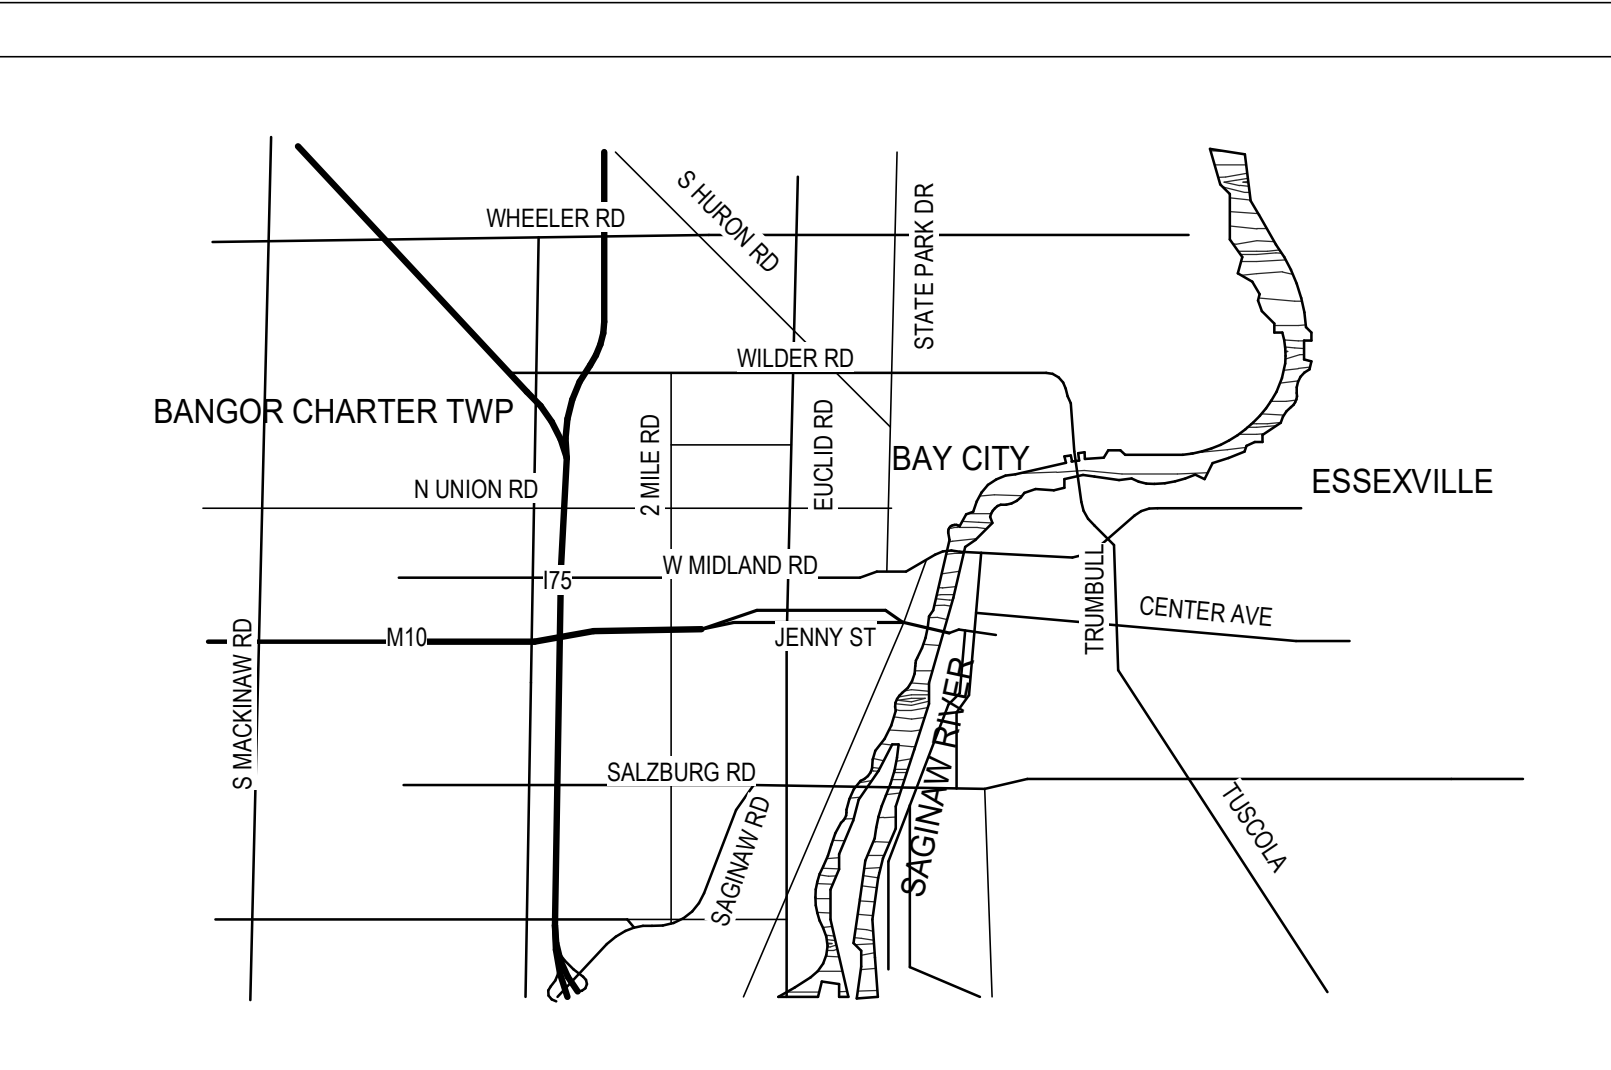 WHEELER RD
S HURON RD
STATE PARK DR
WILDER RD
BANGOR CHARTER TWP
2 MILE RD
EUCLID RD
BAY CITY
ESSEXVILLE
N UNION RD
W MIDLAND RD
I75
TRUMBULL
CENTER AVE
M10
JENNY ST
S MACKINAW RD
SAGINAW RIVER
SALZBURG RD
SAGINAW RD
TUSCOLA